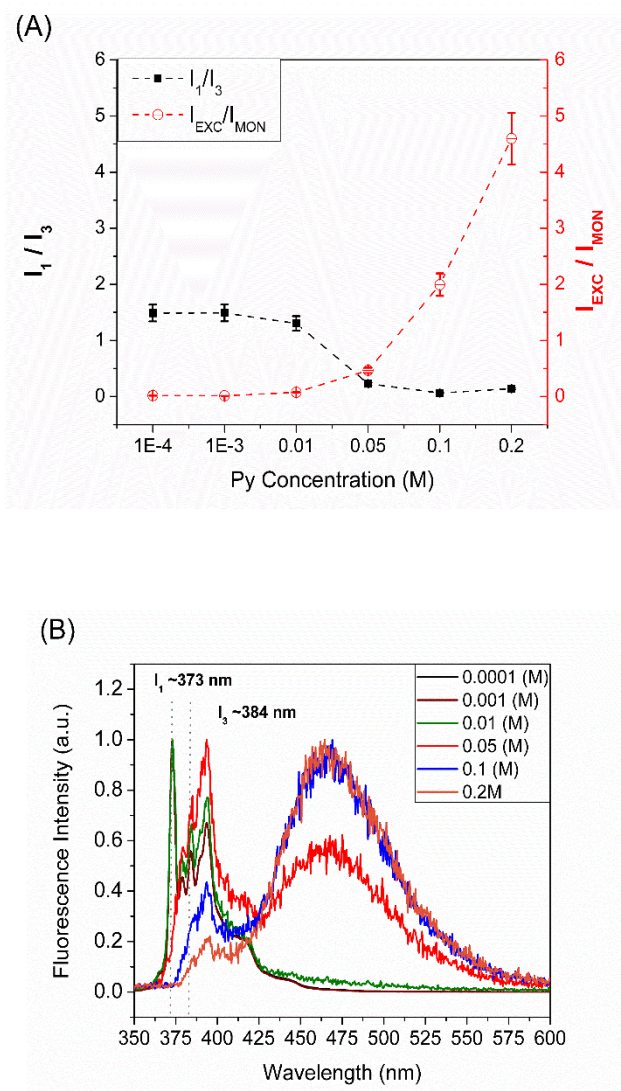 (A)
6
5
4
3
2
1
0
I1 / I3
I1/I3
IEXC/IMON
6
5
4
3
2
1
0
IEXC / IMON
1E-4 1E-3 0.01 0.05 0.1 0.2
Py Concentration (M)
(B)
I1 ~373 nm
I3 ~384 nm
0.0001 (M)
0.001 (M)
0.01 (M)
0.05 (M)
0.1 (M)
0.2M
1.2
1.0
0.8
0.6
0.4
0.2
0.0
Fluorescence Intensity (a.u.)
350 375 400 425 450 475 500 525 550 575 600
Wavelength (nm)